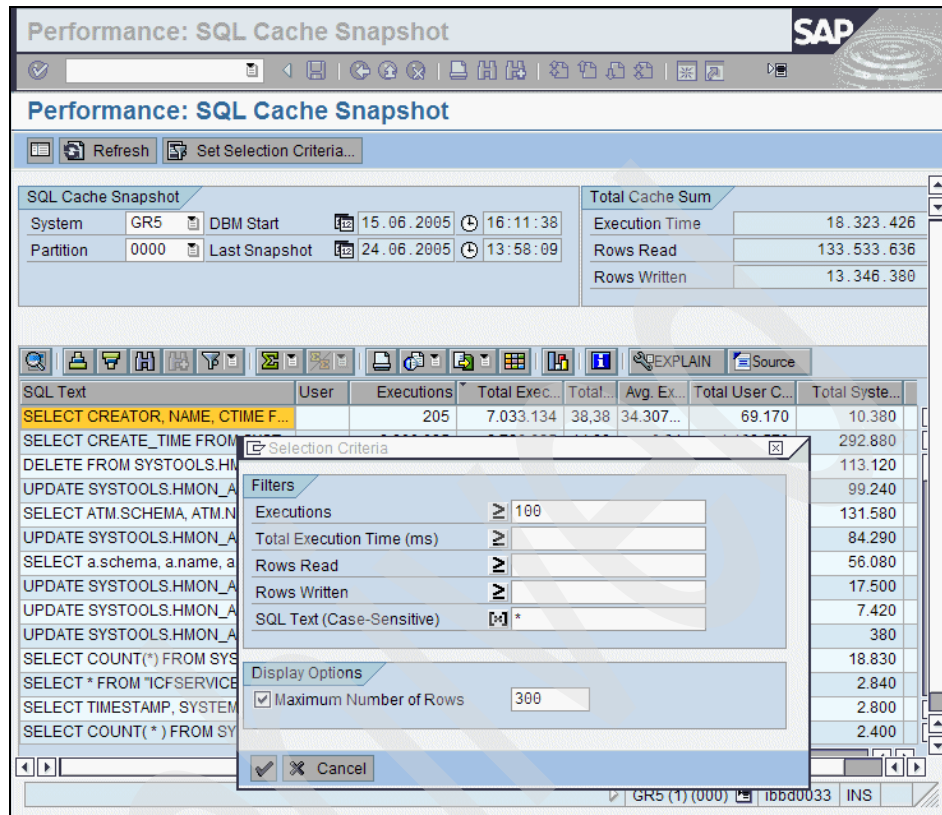 Performance: SQL Cache Snapshot
SAP
Performance: SQL Cache Snapshot
Refresh Set Selection Criteria...
SQL Cache Snapshot
System GR5 DBM Start 15.06.2005 16:11:38
Partition 0000 Last Snapshot 24.06.2005 13:58:09
Total Cache Sum
Execution Time 18.323.426
Rows Read 133.533.636
Rows Written 13.346.380
EXPLAIN Source
SQL Text User Executions Total Exec... Total... Avg. Ex... Total User C... Total Syste...
SELECT CREATOR, NAME, CTIME F... 205 7.033.134 38,38 34.307... 69.170 10.380
SELECT CREATE_TIME FROM 292.880
DELETE FROM SYSTOOLS.HM 113.120
UPDATE SYSTOOLS.HMON_A 99.240
SELECT ATM.SCHEMA, ATM.N 131.580
UPDATE SYSTOOLS.HMON_A 84.290
SELECT a.schema, a.name, a 56.080
UPDATE SYSTOOLS.HMON_A 17.500
UPDATE SYSTOOLS.HMON_A 7.420
UPDATE SYSTOOLS.HMON_A 380
SELECT COUNT(*) FROM SYS 18.830
SELECT * FROM "ICFSERVICE 2.840
SELECT TIMESTAMP, SYSTEM 2.800
SELECT COUNT( * ) FROM SY 2.400
Selection Criteria
Filters
Executions ≥ 100
Total Execution Time (ms) ≥
Rows Read ≥
Rows Written ≥
SQL Text (Case-Sensitive) *
Display Options
Maximum Number of Rows 300
Cancel
GR5 (1) (000) ibbd0033 INS